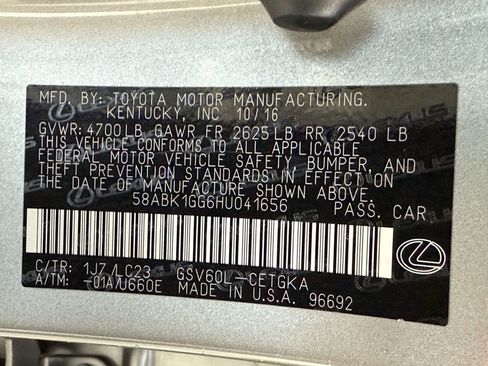 MFD. BY: TOYOTA MOTOR MANUFACTURING.
KENTUCKY, INC 10/16
GVWR: 4700LB GAWR FR 2625LB RR 2540 LB
THIS VEHICLE CONFORMS TO ALL APPLICABLE
FEDERAL MOTOR VEHICLE SAFETY, BUMPER, AND
THEFT PREVENTION STANDARDS IN EFFECT ON
THE DATE OF MANUFACTURE SHOWN ABOVE.
58ABK1GG6HU041656 PASS. CAR
C/TR: 1J7 / LC23 GSV60L-CETGKA
A/TM: -01A/U660E MADE IN U.S.A. 96692